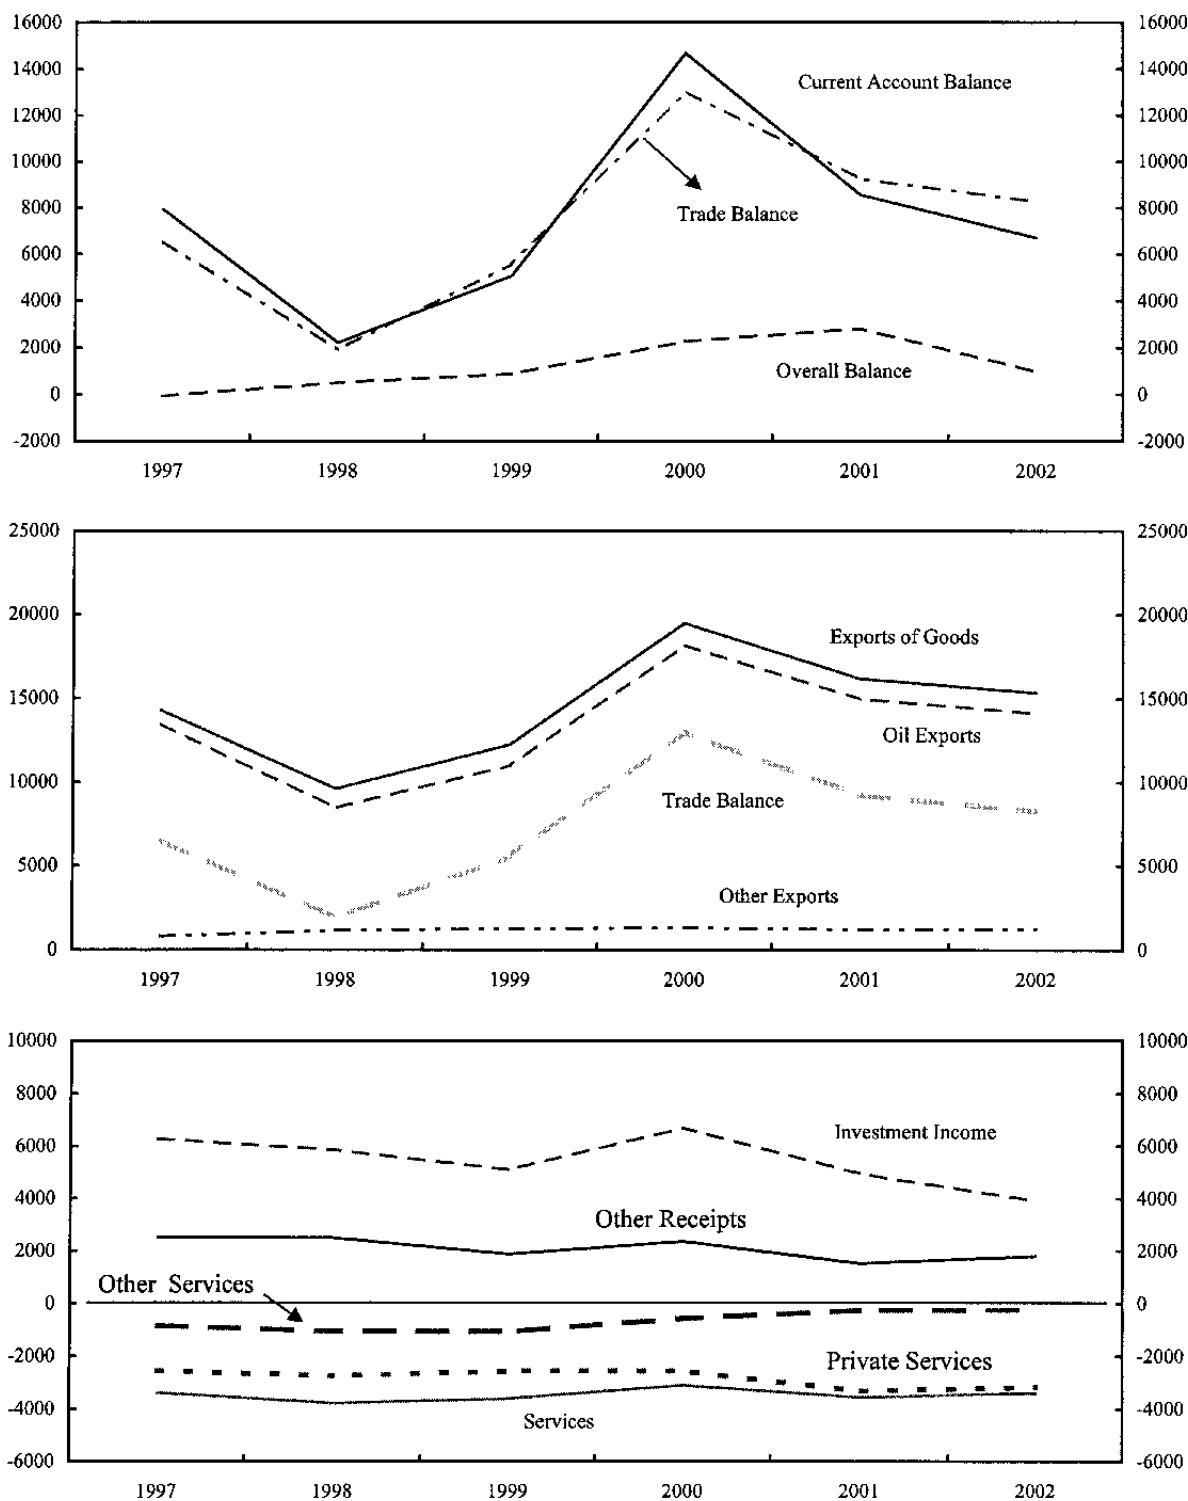 16000 16000
14000 14000
Current Account Balance
12000 12000
10000 10000
8000 8000
Trade Balance
6000 6000
4000 4000
2000 2000
Overall Balance
0 0
-2000 -2000
1997 1998 1999 2000 2001 2002
25000 25000
20000 20000
Exports of Goods
15000 15000
Oil Exports
10000 10000
Trade Balance
5000 5000
Other Exports
0 0
1997 1998 1999 2000 2001 2002
10000 10000
8000 8000
Investment Income
6000 6000
4000 4000
Other Receipts
2000 2000
Other Services
0 0
-2000 -2000
Private Services
-4000 -4000
Services
-6000 -6000
1997 1998 1999 2000 2001 2002